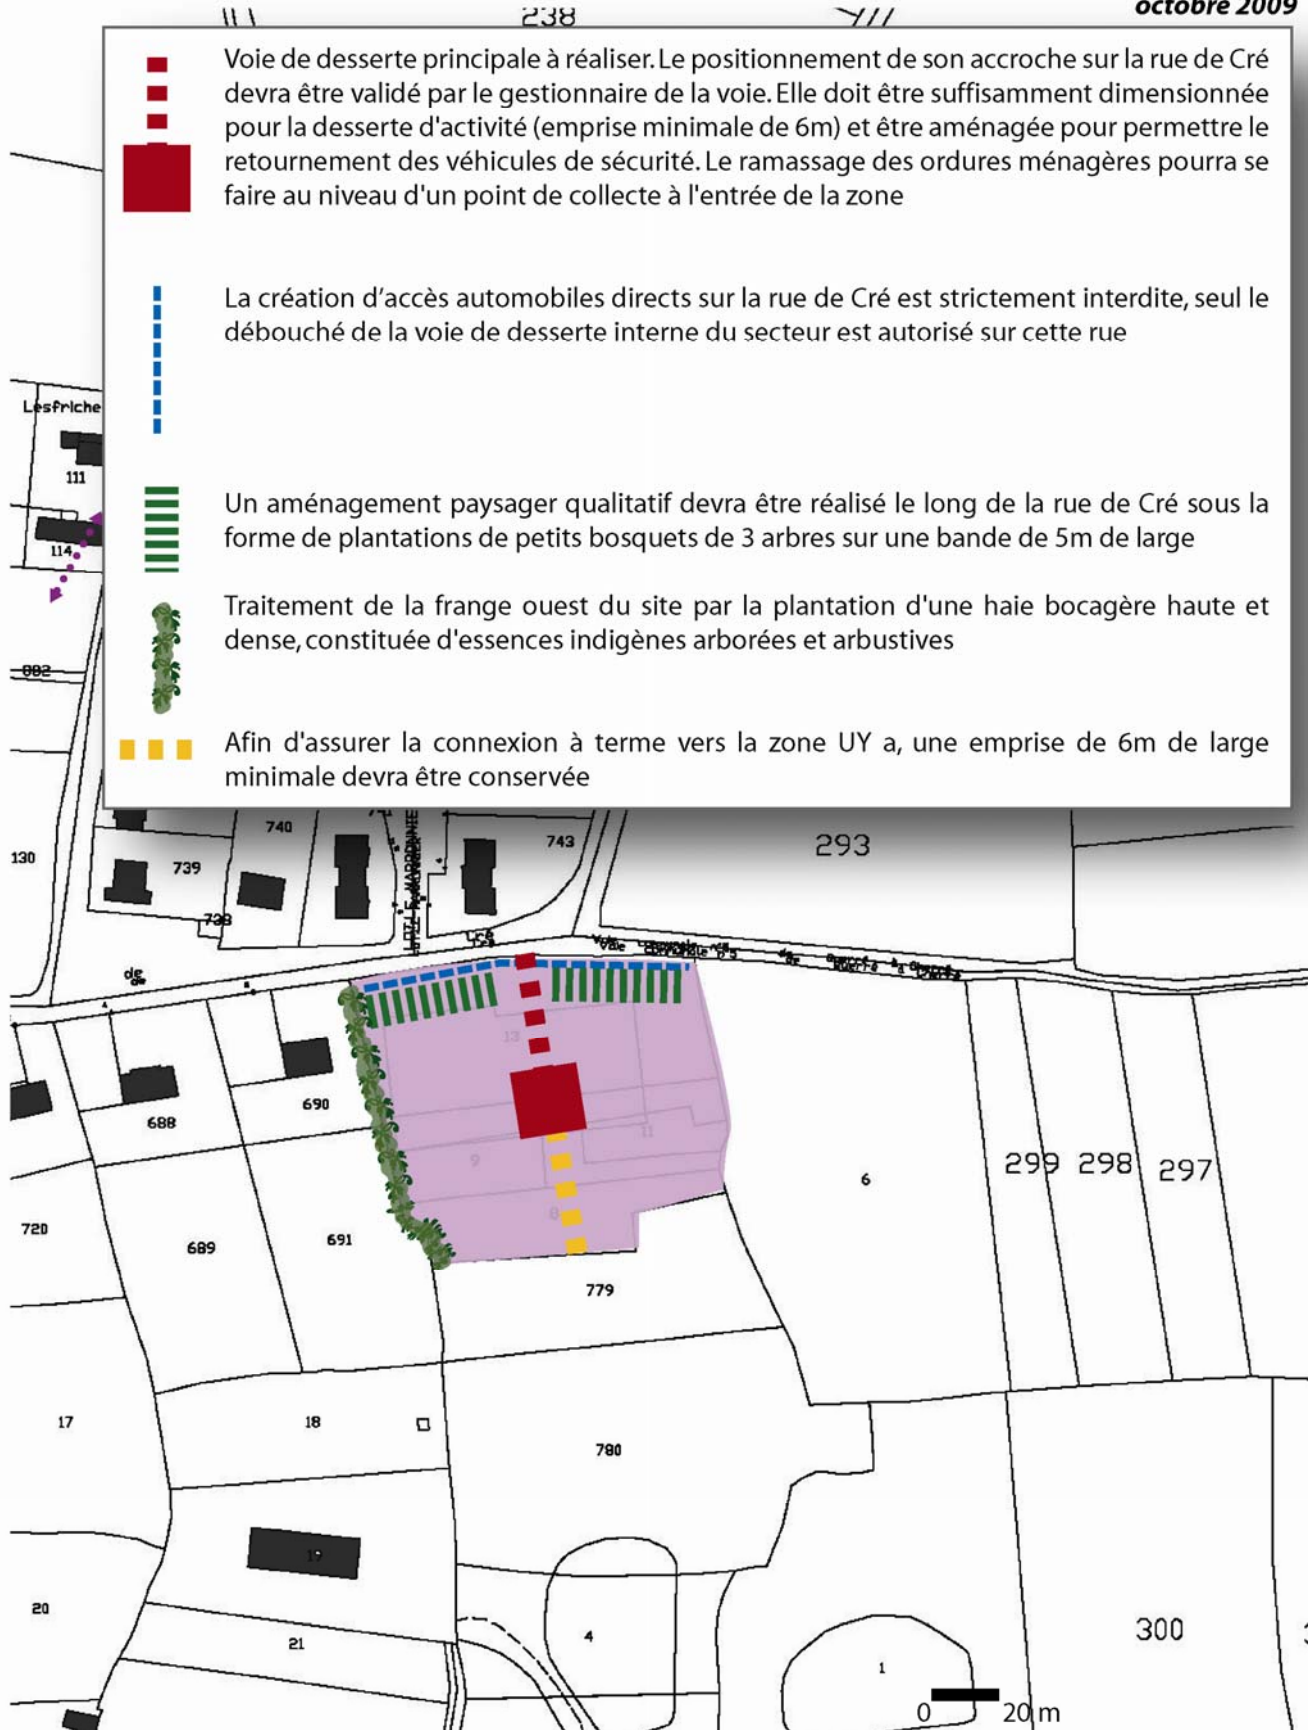 octobre 2009
238
Voie de desserte principale à réaliser. Le positionnement de son accroche sur la rue de Cré
devra être validé par le gestionnaire de la voie. Elle doit être suffisamment dimensionnée
pour la desserte d'activité (emprise minimale de 6m) et être aménagée pour permettre le
retournement des véhicules de sécurité. Le ramassage des ordures ménagères pourra se
faire au niveau d'un point de collecte à l'entrée de la zone
La création d'accès automobiles directs sur la rue de Cré est strictement interdite, seul le
débouché de la voie de desserte interne du secteur est autorisé sur cette rue
Lesfriche
111
Un aménagement paysager qualitatif devra être réalisé le long de la rue de Cré sous la
forme de plantations de petits bosquets de 3 arbres sur une bande de 5m de large
114
Traitement de la frange ouest du site par la plantation d'une haie bocagère haute et
dense, constituée d'essences indigènes arborées et arbustives
Afin d'assurer la connexion à terme vers la zone UY a, une emprise de 6m de large
minimale devra être conservée
740
743
293
130
739
738
Cré
de
13
690
688
11
9
299 298 297
6
8
720
689
691
779
17
18
780
19
20
21
4
300
1
0 20 m